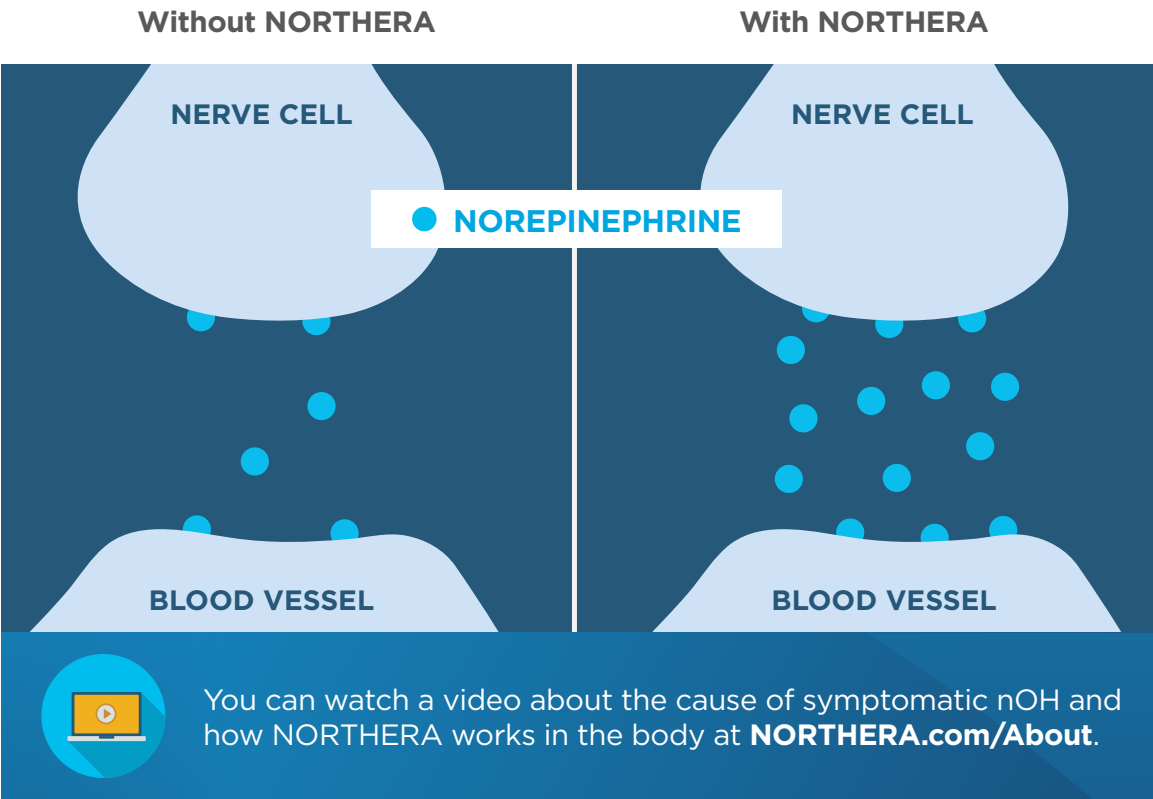 Without NORTHERA
With NORTHERA
NERVE CELL
NERVE CELL
NOREPINEPHRINE
BLOOD VESSEL
BLOOD VESSEL
You can watch a video about the cause of symptomatic nOH and
how NORTHERA works in the body at NORTHERA.com/About.